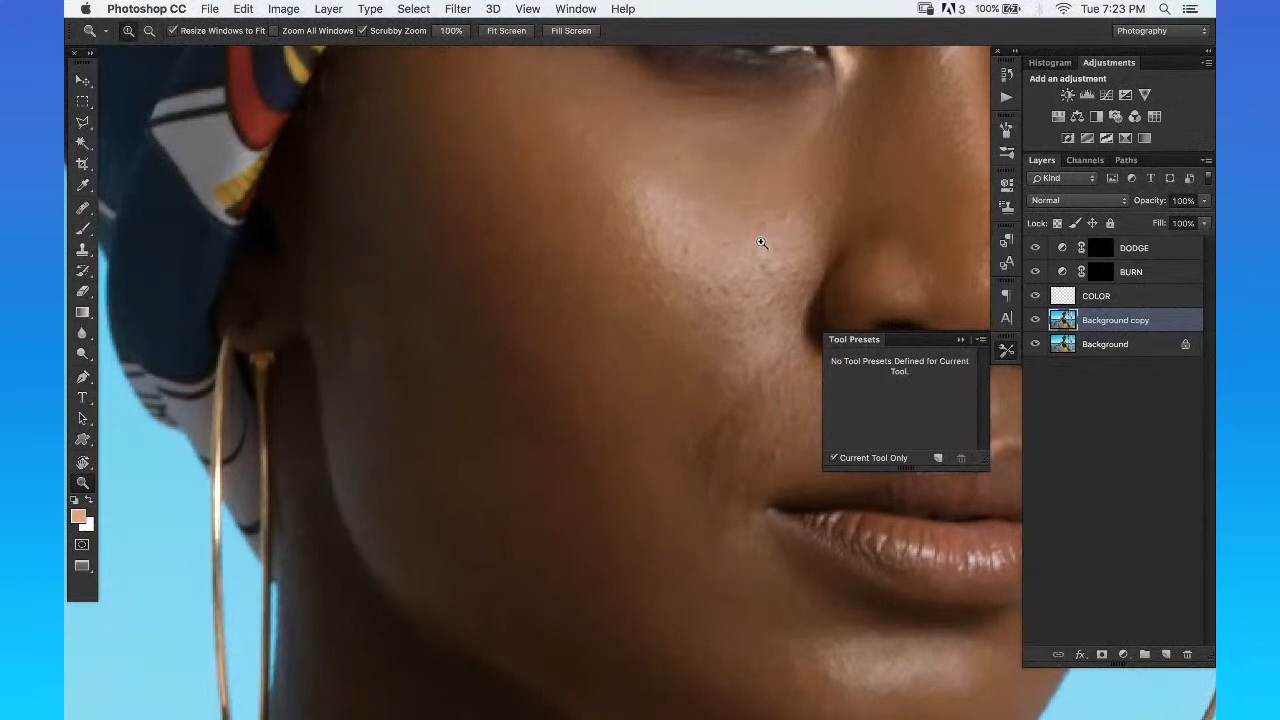 Photoshop CC File Edit Image Layer Type Select Filter 3D View Window Help 3 100% Tue 7:23 PM
Resize Windows to Fit Zoom All Windows Scrubby Zoom 100% Fit Screen Fill Screen Photography
Histogram Adjustments
Add an adjustment
Layers Channels Paths
Kind
Normal Opacity: 100%
Lock: Fill: 100%
DODGE
BURN
COLOR
Background copy
Background
Tool Presets
No Tool Presets Defined for Current
Tool.
Current Tool Only